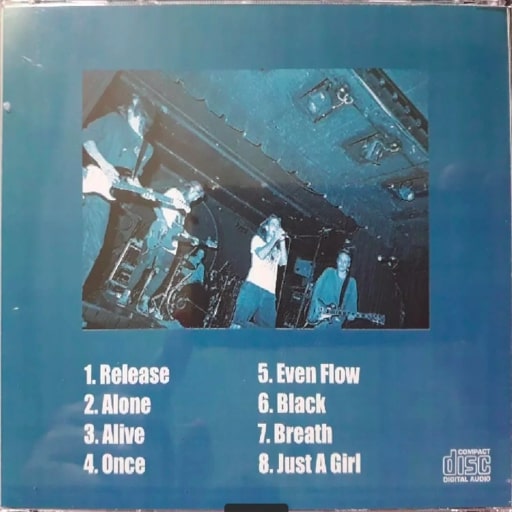 1. Release
2. Alone
3. Alive
4. Once
5. Even Flow
6. Black
7. Breath
8. Just A Girl
COMPACT
disc
DIGITAL AUDIO